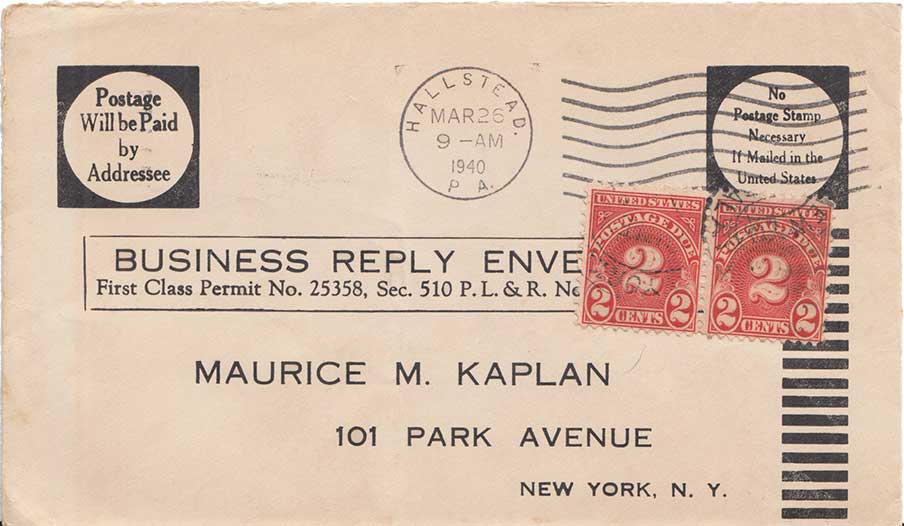 Postage
Will be Paid
by
Addressee
HALLSTEAD.
MAR 26
9 -AM
1940
P A.
No
Postage Stamp
Necessary
If Mailed in the
United States
BUSINESS REPLY ENVE
First Class Permit No. 25358, Sec. 510 P. L. & R. Ne
UNITED STATES
POSTAGE DUE
2
2 CENTS 2
UNITED STATES
POSTAGE DUE
2
2 CENTS 2
MAURICE M. KAPLAN
101 PARK AVENUE
NEW YORK, N. Y.